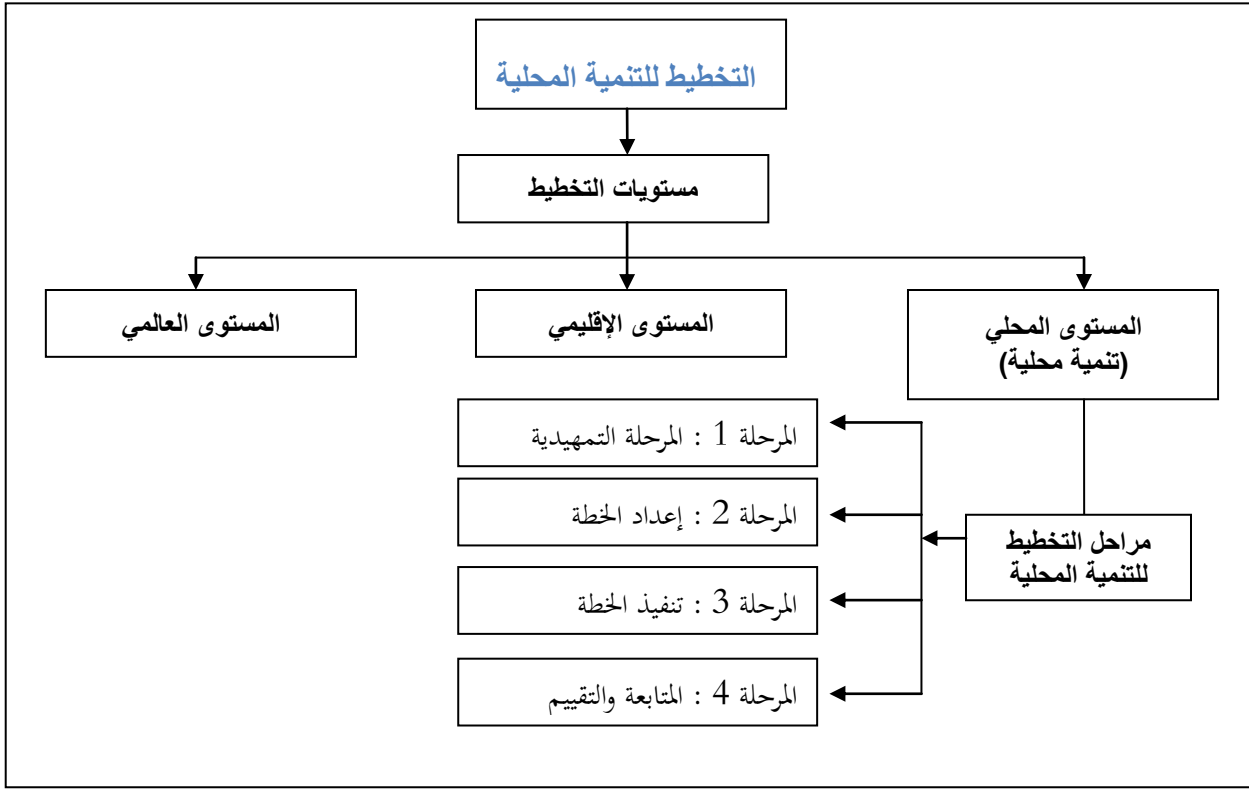 التخطيط للتنمية المحلية
مستويات التخطيط
المستوى المحلي
(تنمية محلية)
المستوى الإقليمي
المستوى العالمي
مراحل التخطيط
للتنمية المحلية
المرحلة 1 : المرحلة التمهيدية
المرحلة 2 : إعداد الخطة
المرحلة 3 : تنفيذ الخطة
المرحلة 4 : المتابعة والتقييم